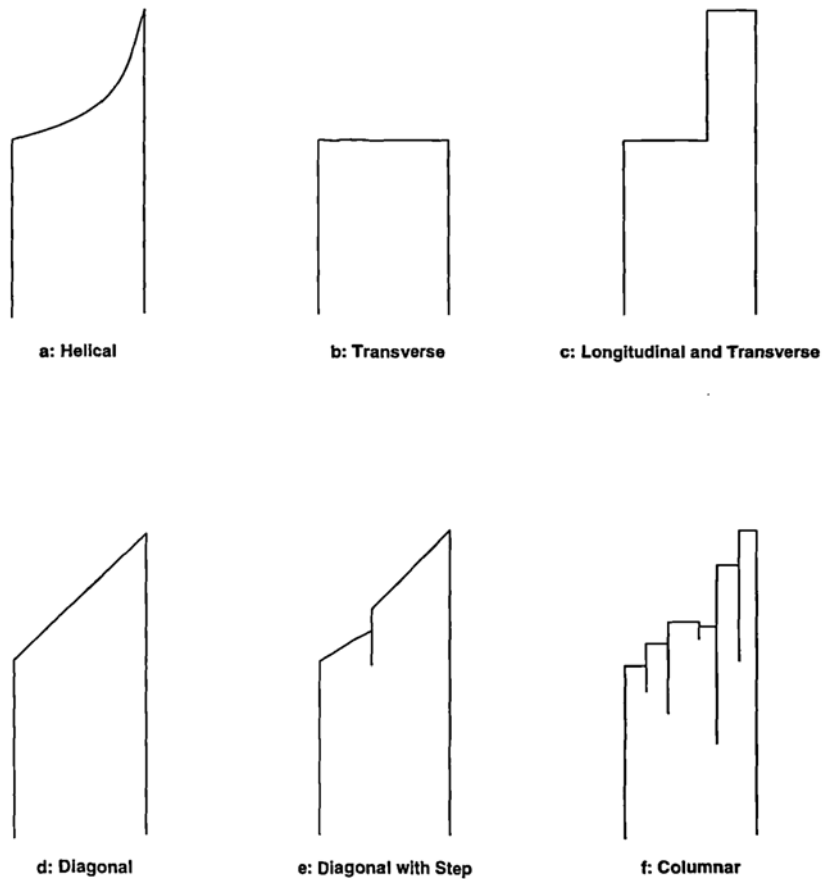 a: Helical
b: Transverse
c: Longitudinal and Transverse
d: Diagonal
e: Diagonal with Step
f: Columnar